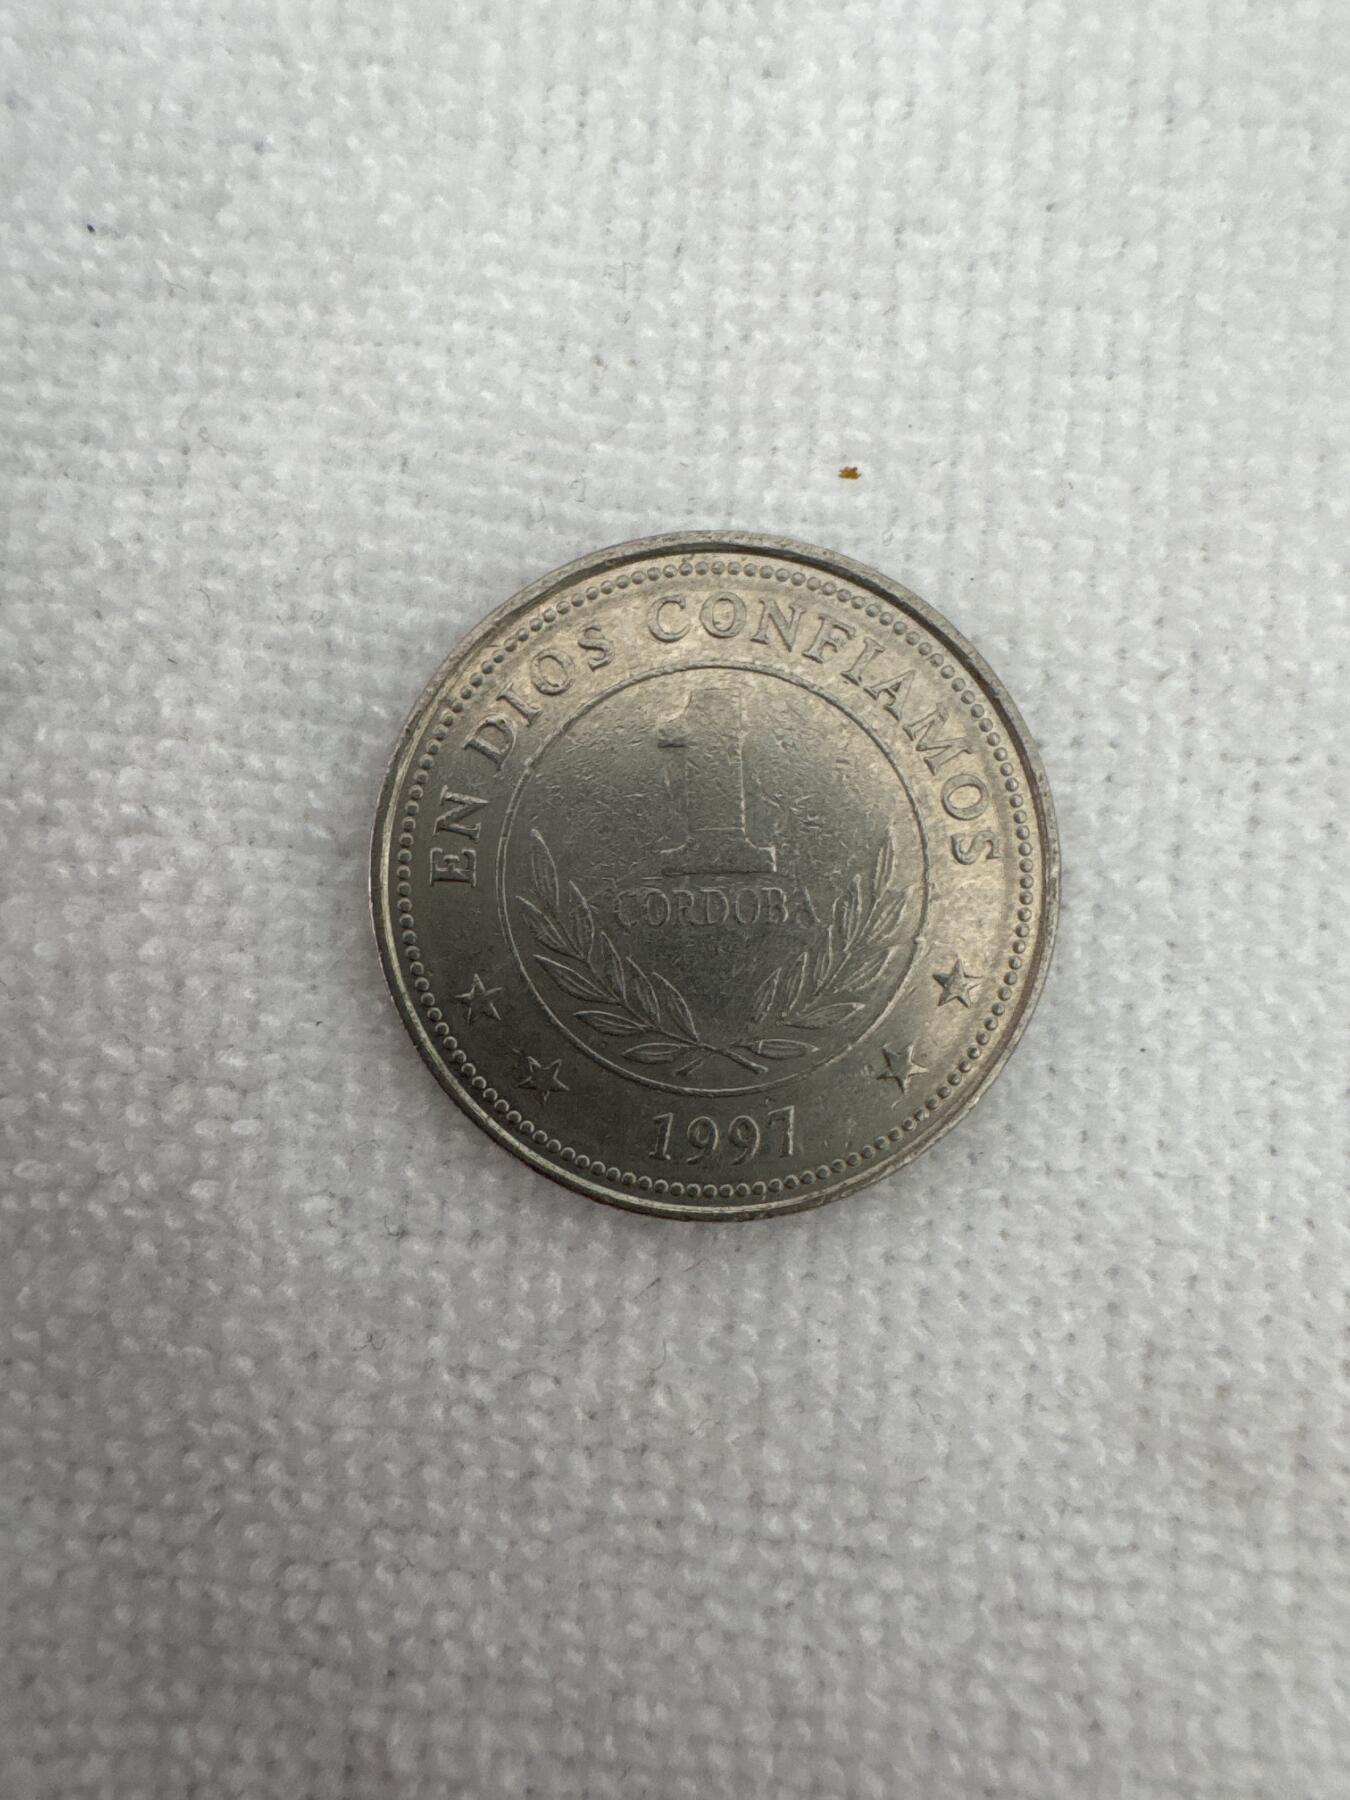 EN DIOS CONFIAMOS
1
CORDOBA
1997